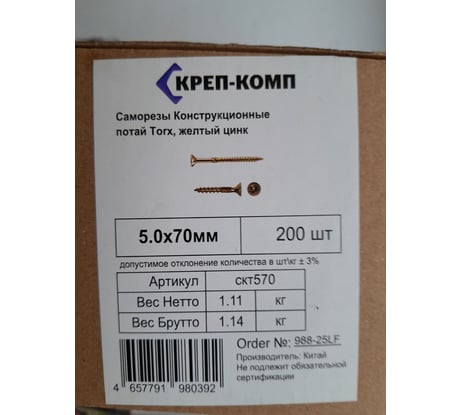 КРЕП-КОМП
Саморезы Конструкционные
потай Torx, желтый цинк
5.0х70мм 200 шт
допустимое отклонение количества в шт\кг ± 3%
Артикул скт570
Вес Нетто 1.11 кг
Вес Брутто 1.14 кг
Order №: 988-25LF
Производитель: Китай
Не подлежит обязательной
сертификации
4 657791 980392